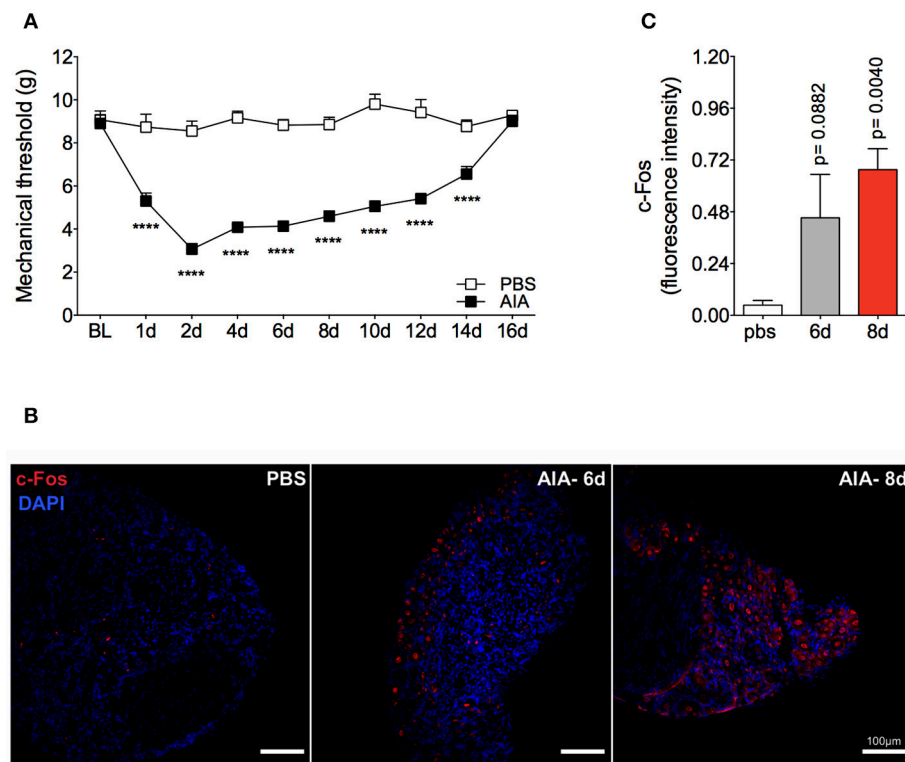 A
Mechanical threshold (g)
12
10
8
6
4
2
0
BL 1d 2d 4d 6d 8d 10d 12d 14d 16d
****
****
****
****
****
****
****
****
PBS
AIA
C
c-Fos
(fluorescence intensity)
1.20
0.96
0.72
0.48
0.24
0.00
p= 0.0882
p= 0.0040
pbs 6d 8d
B
c-Fos
DAPI
PBS
AIA- 6d
AIA- 8d
100µm